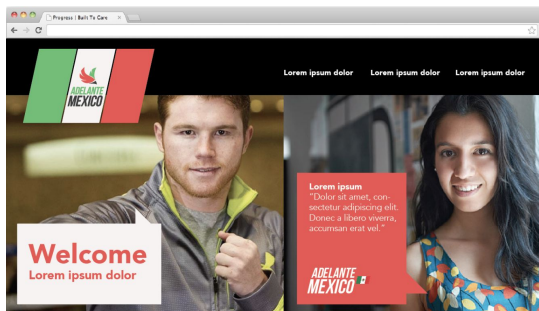 Progress | Built To Care
Lorem ipsum dolor
Lorem ipsum dolor
Lorem ipsum dolor
ADELANTE
MEXICO
Welcome
Lorem ipsum dolor
Lorem ipsum
"Dolor sit amet, con-
sectetur adipiscing elit.
Donec a libero viverra,
accumsan erat vel."
ADELANTE
MEXICO